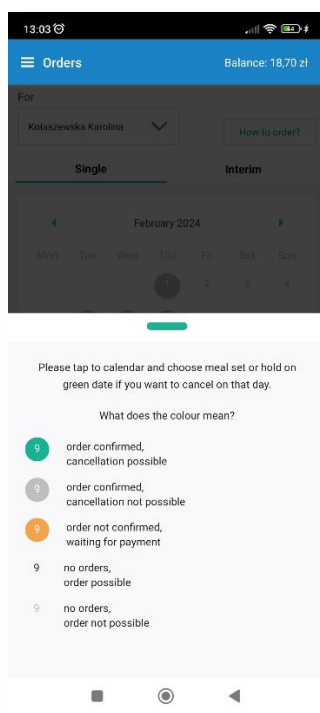 13:03
44
Orders
Balance: 18,70 zł
For
Kołaszewska Karolina
How to order?
Single
Interim
February 2024
Mon Tue Wed Thu Fri Sat Sun
1 2 3 4
Please tap to calendar and choose meal set or hold on
green date if you want to cancel on that day.
What does the colour mean?
9 order confirmed,
cancellation possible
9 order confirmed,
cancellation not possible
9 order not confirmed,
waiting for payment
9 no orders,
order possible
9 no orders,
order not possible